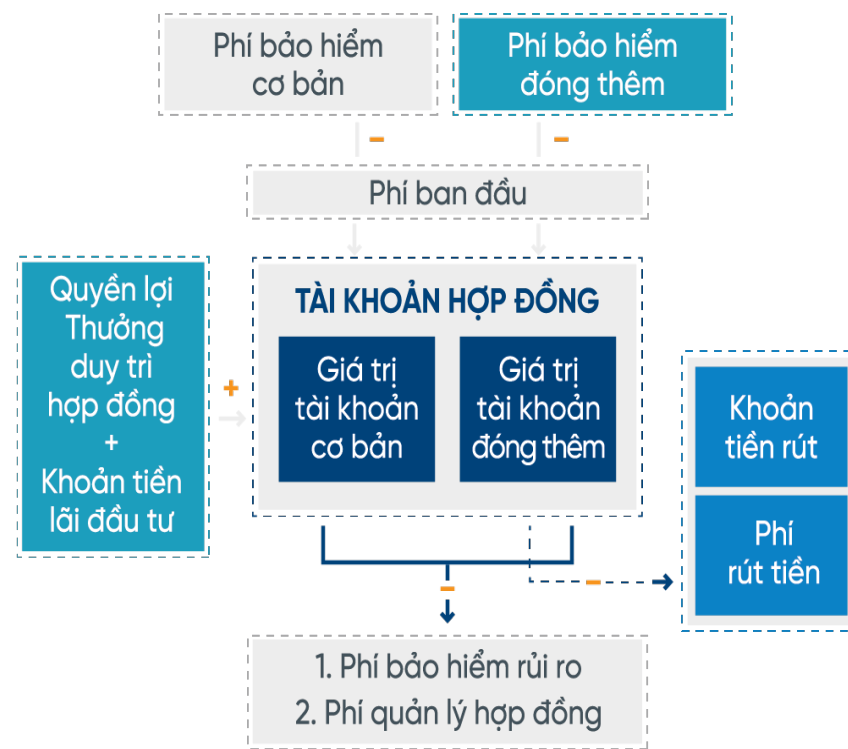 Phí bảo hiểm
cơ bản
Phí bảo hiểm
đóng thêm
–
–
Phí ban đầu
Quyền lợi
Thưởng
duy trì
hợp đồng
+
Khoản tiền
lãi đầu tư
+
TÀI KHOẢN HỢP ĐỒNG
Giá trị
tài khoản
cơ bản
Giá trị
tài khoản
đóng thêm
Khoản
tiền rút
Phí
rút tiền
–
–
1. Phí bảo hiểm rủi ro
2. Phí quản lý hợp đồng